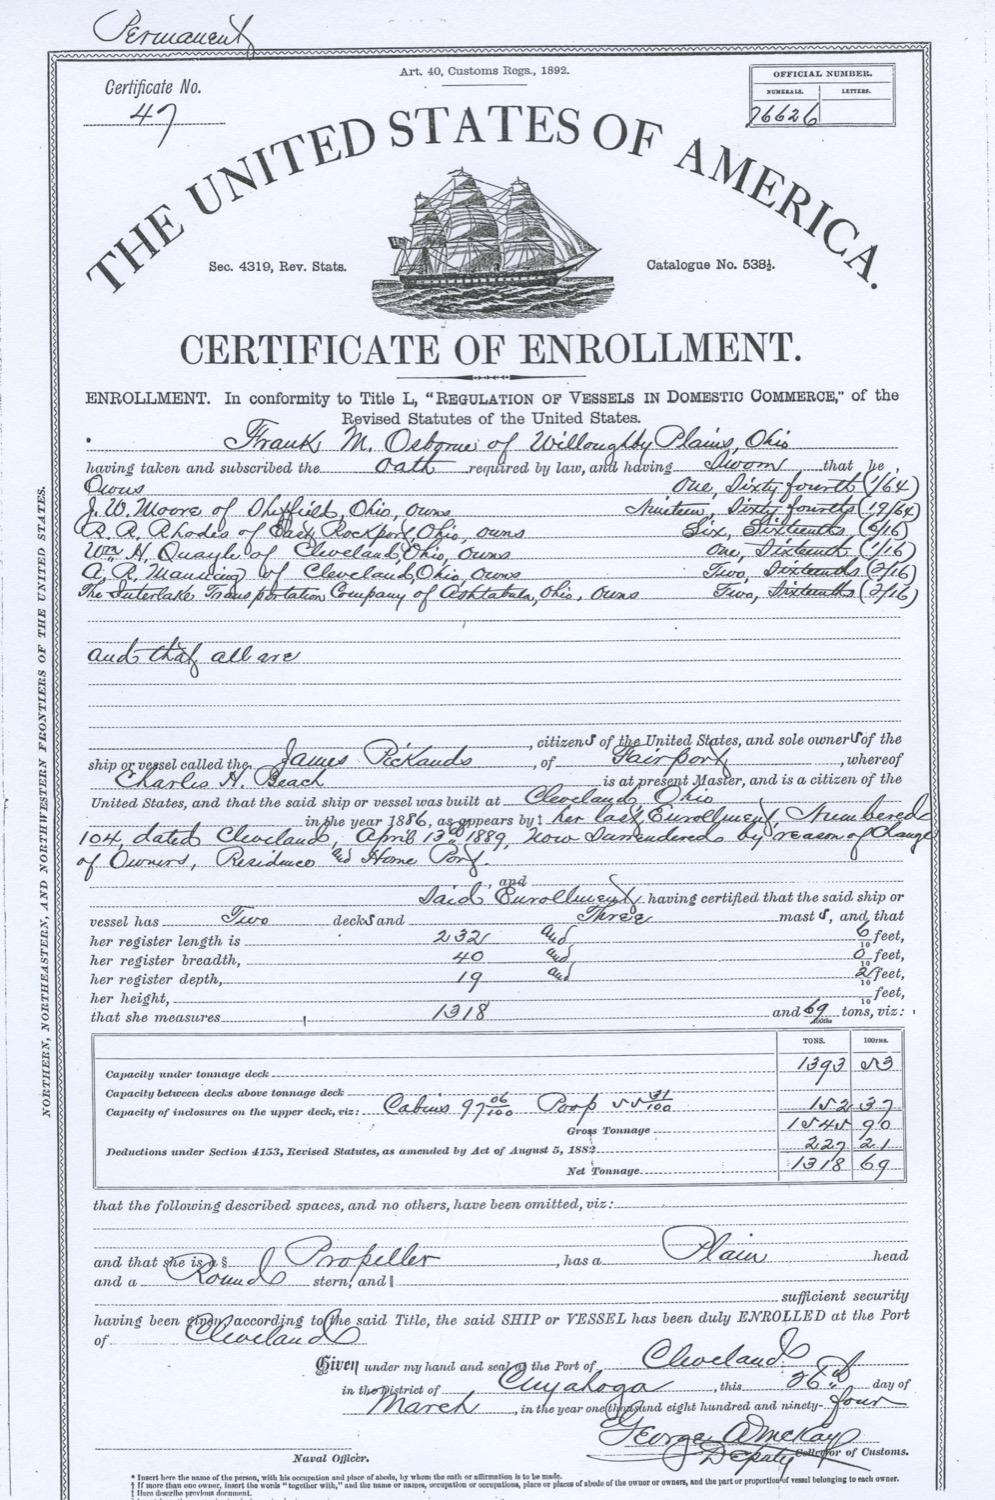 Permanent
Art. 40, Customs Regs., 1892.
Certificate No.
47
OFFICIAL NUMBER.
NUMERALS. LETTERS.
76626
THE UNITED STATES OF AMERICA.
Sec. 4319, Rev. Stats.
Catalogue No. 538½.
CERTIFICATE OF ENROLLMENT.
ENROLLMENT. In conformity to Title L, “REGULATION OF VESSELS IN DOMESTIC COMMERCE,” of the
Revised Statutes of the United States.
* Frank M. Osborne of Willoughby Plains, Ohio
having taken and subscribed the Oath required by law, and having Sworn that he
Owns One, Sixty fourth (1/64)
J. W. Moore of Sheffield, Ohio, owns Nineteen, Sixty fourths (19/64)
R. R. Rhodes of East Rockport, Ohio, owns Six, Sixteenths (6/16)
Wm H. Quayle of Cleveland, Ohio, owns One, Sixteenth (1/16)
A. R. Manning of Cleveland, Ohio, owns Two, Sixteenths (2/16)
The Interlake Transportation Company of Ashtabula, Ohio, owns Two, Sixteenths (2/16)
and that all are
, citizens of the United States, and sole owners of the
ship or vessel called the James Pickands, of Fairport, whereof
Charles H. Beach is at present Master, and is a citizen of the
United States, and that the said ship or vessel was built at Cleveland, Ohio
in the year 1886, as appears by† her last Enrollment, Numbered
104, dated Cleveland, April 13th 1889, now Surrendered by reason of Change
of Owners, Residence and Home Port.
, and
Said Enrollment having certified that the said ship or
vessel has Two decks and Three masts, and that
her register length is 232 and 6/10 feet,
her register breadth, 40 and 0/10 feet,
her register depth, 19 and 2/10 feet,
her height, /10 feet,
that she measures 1318 and 69/100ths tons, viz:
TONS. 100THS.
Capacity under tonnage deck 1393 53
Capacity between decks above tonnage deck
Capacity of inclosures on the upper deck, viz: Cabins 97 06/100 Poop 55 31/100 152 37
Gross Tonnage 1545 90
Deductions under Section 4153, Revised Statutes, as amended by Act of August 5, 1882 227 21
Net Tonnage 1318 69
that the following described spaces, and no others, have been omitted, viz:
and that she is a § Propeller, has a Plain head
and a Round stern, and ‖
sufficient security
having been given according to the said Title, the said SHIP or VESSEL has been duly ENROLLED at the Port
of Cleveland
Given under my hand and seal of the Port of Cleveland
in the District of Cuyahoga, this 26th day of
March, in the year one thousand eight hundred and ninety-four
George A McKay
Naval Officer.
Deputy Collector of Customs.
* Insert here the name of the person, with his occupation and place of abode, by whom the oath or affirmation is to be made.
† If more than one owner, insert the words "together with," and the name or names, occupation or occupations, place or places of abode of the owner or owners, and the part or proportion of vessel belonging to each owner.
‡ Here describe previous document.
NORTHERN, NORTHEASTERN, AND NORTHWESTERN FRONTIERS OF THE UNITED STATES.